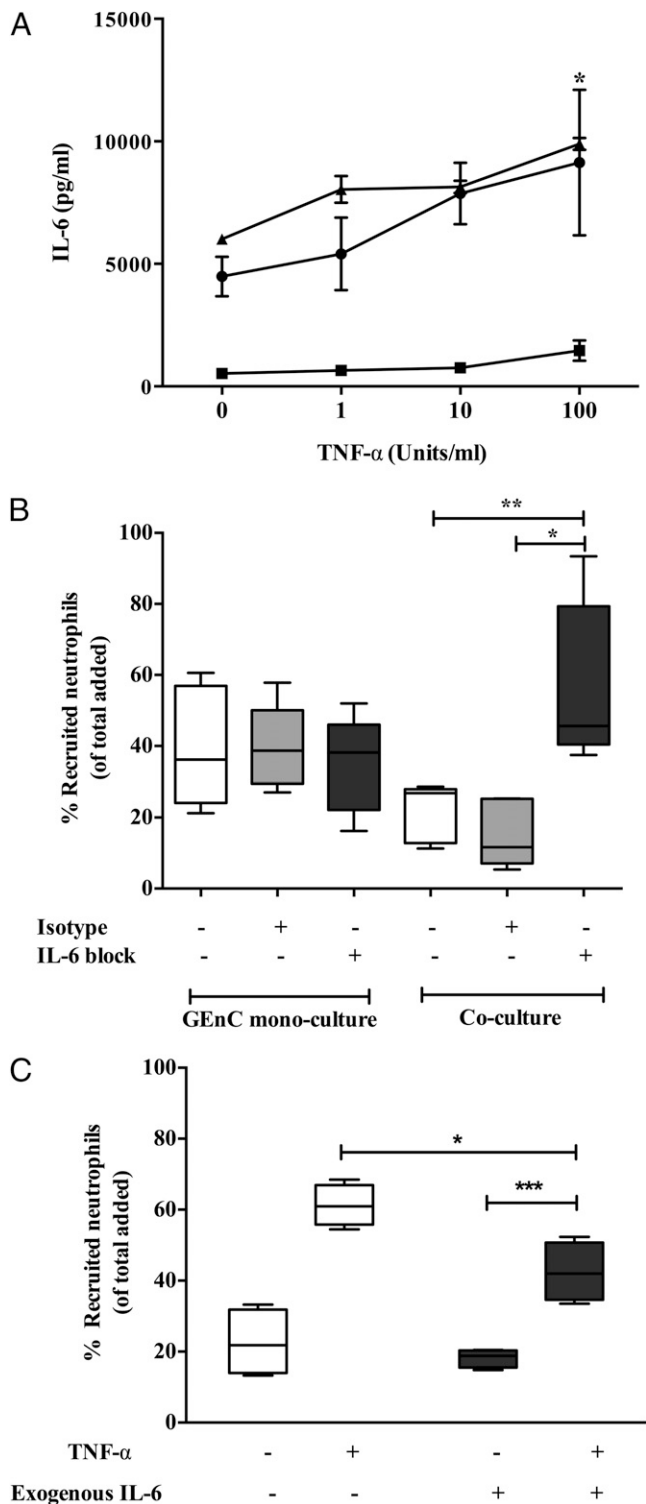 A
15000
*
10000
5000
0
IL-6 (pg/ml)
0 1 10 100
TNF-α (Units/ml)
B
**
*
100
80
60
40
20
0
% Recruited neutrophils
(of total added)
Isotype - + - - + -
IL-6 block - - + - - +
GEnC mono-culture Co-culture
C
100
*
80
***
60
40
20
0
% Recruited neutrophils
(of total added)
TNF-α - + - +
Exogenous IL-6 - - + +